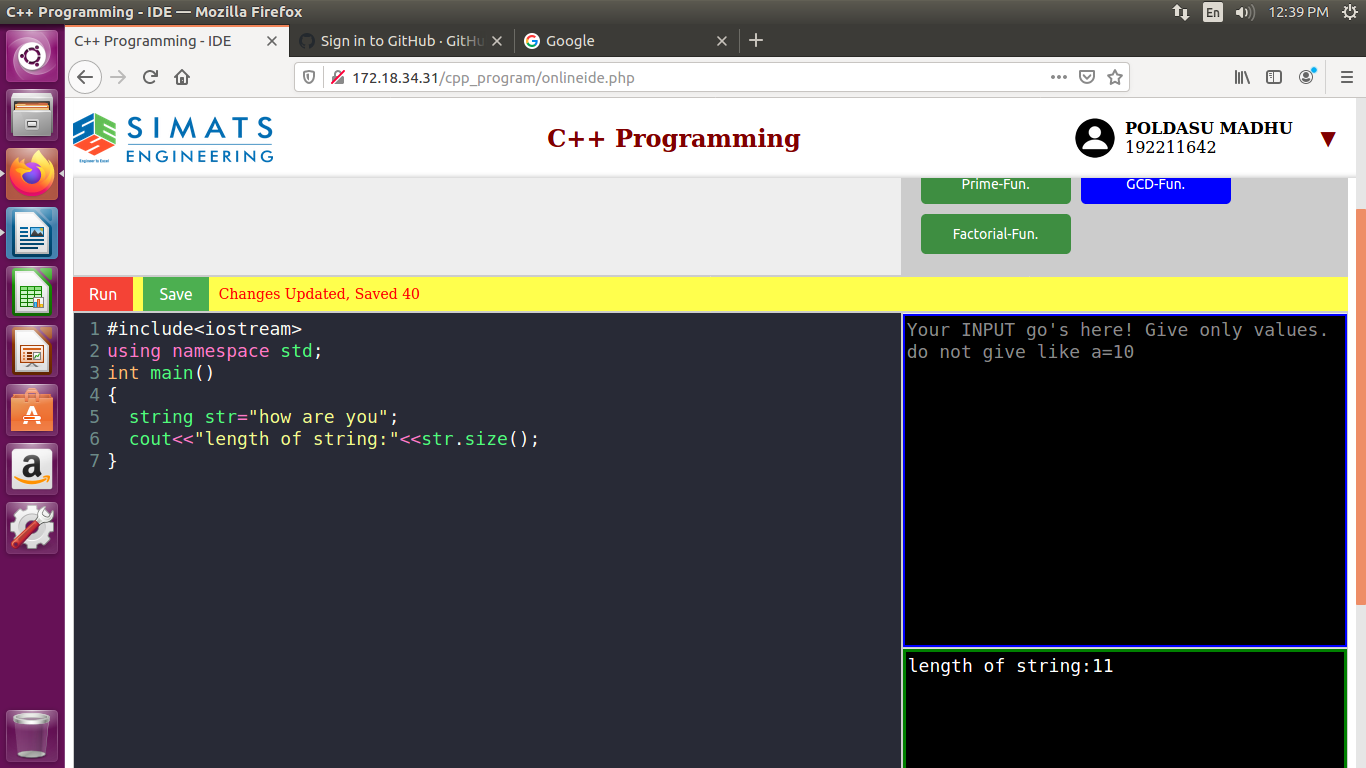 C++ Programming - IDE — Mozilla Firefox
En
12:39 PM
C++ Programming - IDE
Sign in to GitHub · GitHu
Google
172.18.34.31/cpp_program/onlineide.php
SIMATS
ENGINEERING
Engineer to Excel
C++ Programming
POLDASU MADHU
192211642
Prime-Fun.
GCD-Fun.
Factorial-Fun.
Run
Save
Changes Updated, Saved 40
1 #include<iostream>
2 using namespace std;
3 int main()
4 {
5   string str="how are you";
6   cout<<"length of string:"<<str.size();
7 }
Your INPUT go's here! Give only values.
do not give like a=10
length of string:11